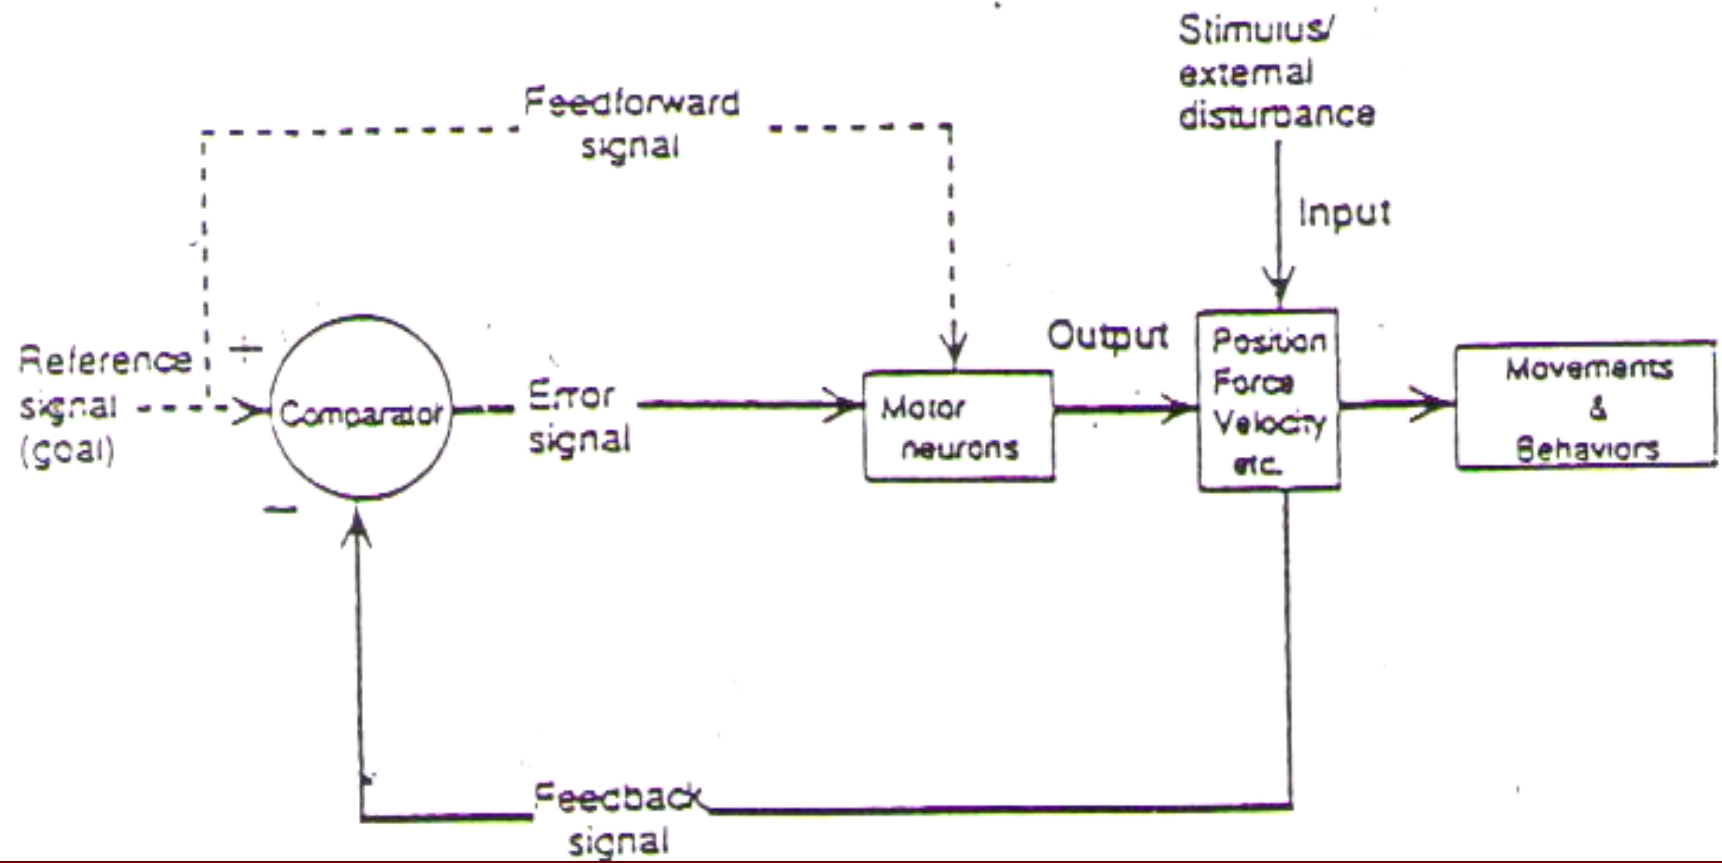 Stimulus/
external
disturbance
Feedforward
signal
Input
Reference
signal
(goal)
+
Comparator
−
Error
signal
Motor
neurons
Output
Position
Force
Velocity
etc.
Movements
&
Behaviors
Feedback
signal